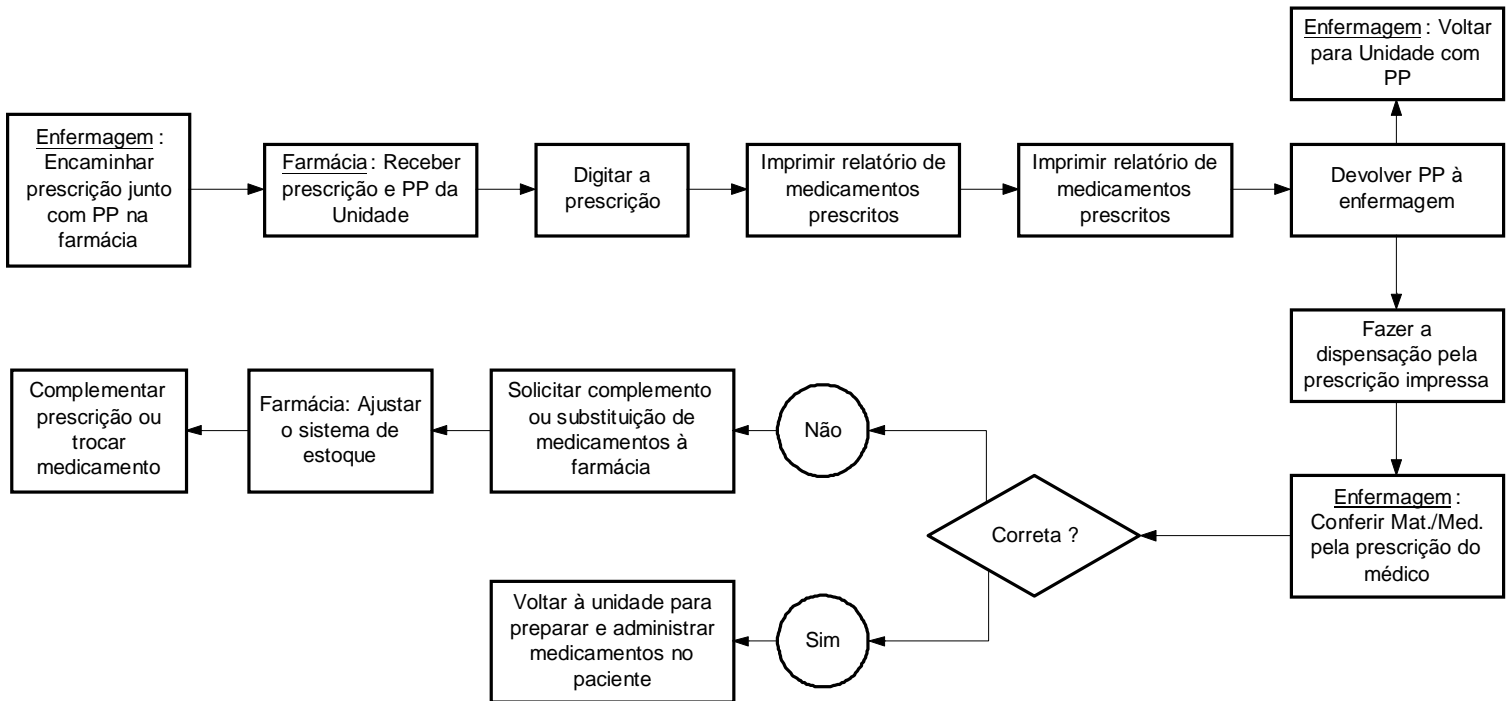 Enfermagem : Voltar
para Unidade com
PP
Enfermagem :
Encaminhar
prescrição junto
com PP na
farmácia
Farmácia : Receber
prescrição e PP da
Unidade
Digitar a
prescrição
Imprimir relatório de
medicamentos
prescritos
Imprimir relatório de
medicamentos
prescritos
Devolver PP à
enfermagem
Fazer a
dispensação pela
prescrição impressa
Enfermagem :
Conferir Mat./Med.
pela prescrição do
médico
Correta ?
Não
Solicitar complemento
ou substituição de
medicamentos à
farmácia
Farmácia: Ajustar
o sistema de
estoque
Complementar
prescrição ou
trocar
medicamento
Sim
Voltar à unidade para
preparar e administrar
medicamentos no
paciente